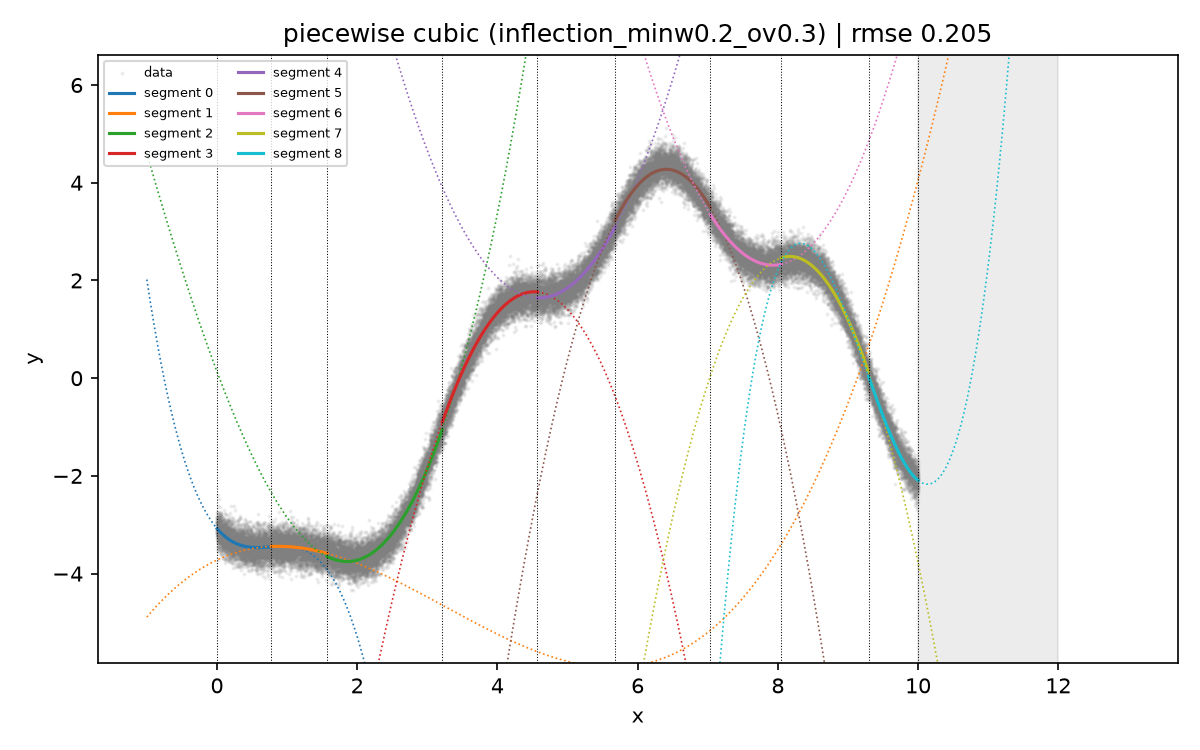 piecewise cubic (inflection_minw0.2_ov0.3) | rmse 0.205
data
segment 0
segment 1
segment 2
segment 3
segment 4
segment 5
segment 6
segment 7
segment 8
6
4
2
0
−2
−4
y
0 2 4 6 8 10 12
x